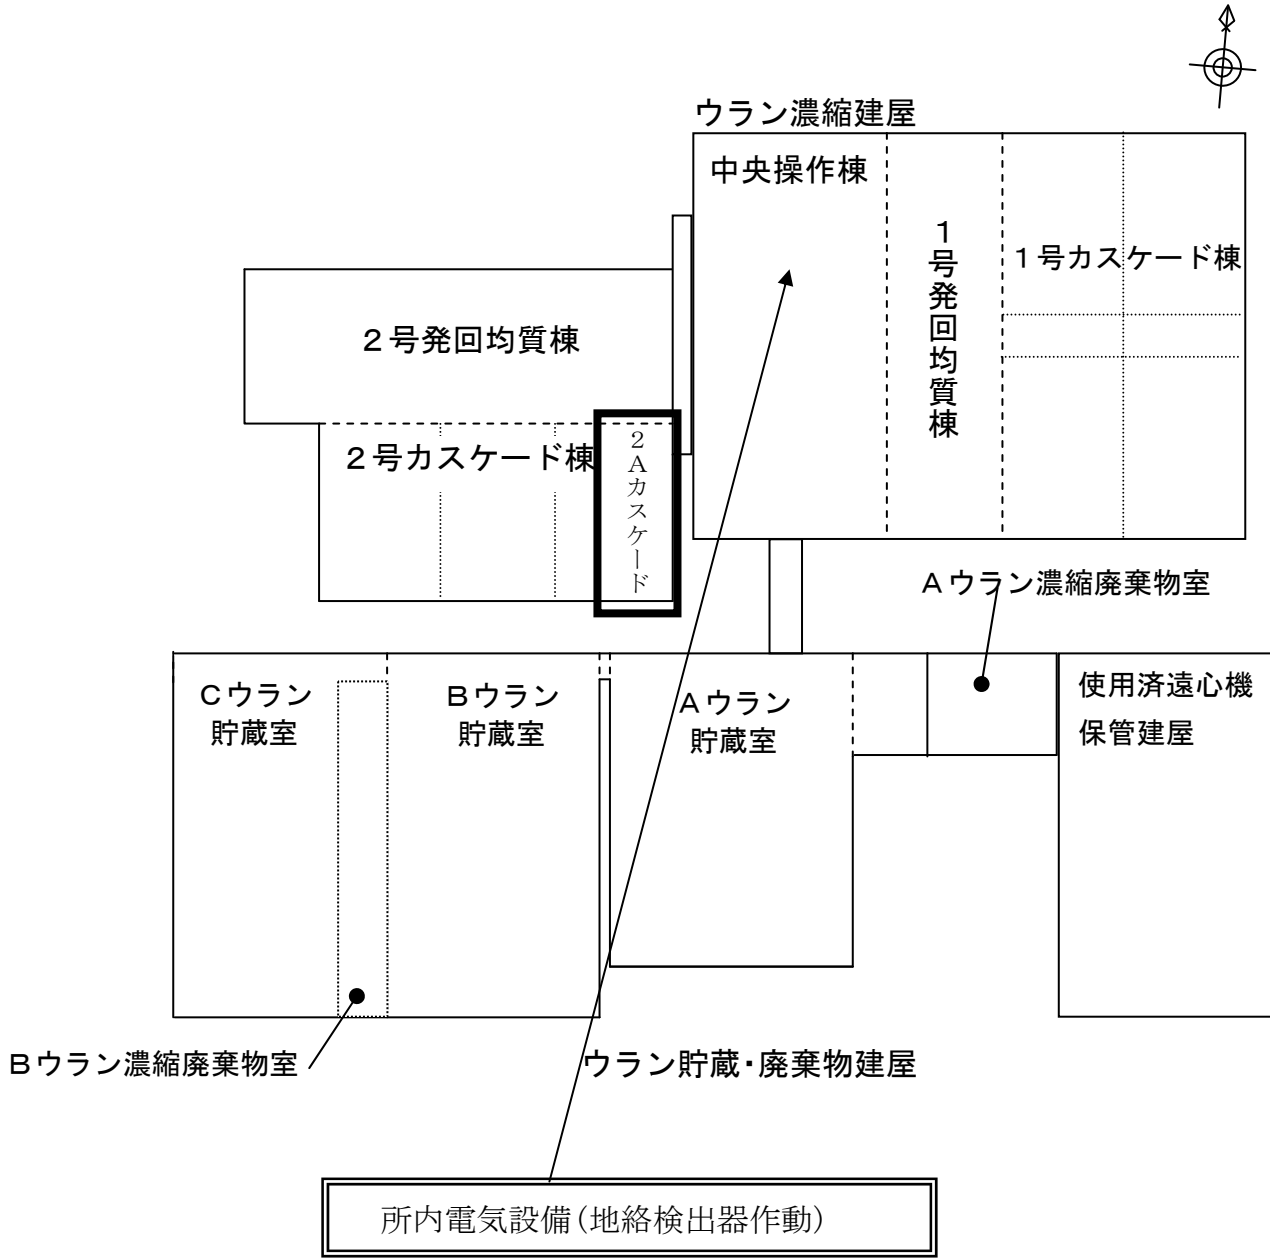 ウラン濃縮建屋
中央操作棟
1号発回均質棟
1号カスケード棟
2号発回均質棟
2号カスケード棟
2Aカスケード
Aウラン濃縮廃棄物室
Cウラン
貯蔵室
Bウラン
貯蔵室
Aウラン
貯蔵室
使用済遠心機
保管建屋
Bウラン濃縮廃棄物室
ウラン貯蔵・廃棄物建屋
所内電気設備(地絡検出器作動)